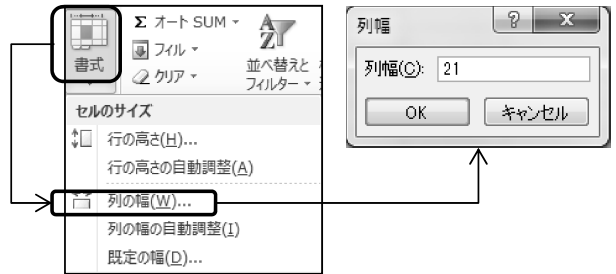 書式
Σ オート SUM
フィル
クリア
並べ替えと
フィルター
セルのサイズ
行の高さ(H)...
行の高さの自動調整(A)
列の幅(W)...
列の幅の自動調整(I)
既定の幅(D)...
列幅
列幅(C): 21
OK キャンセル